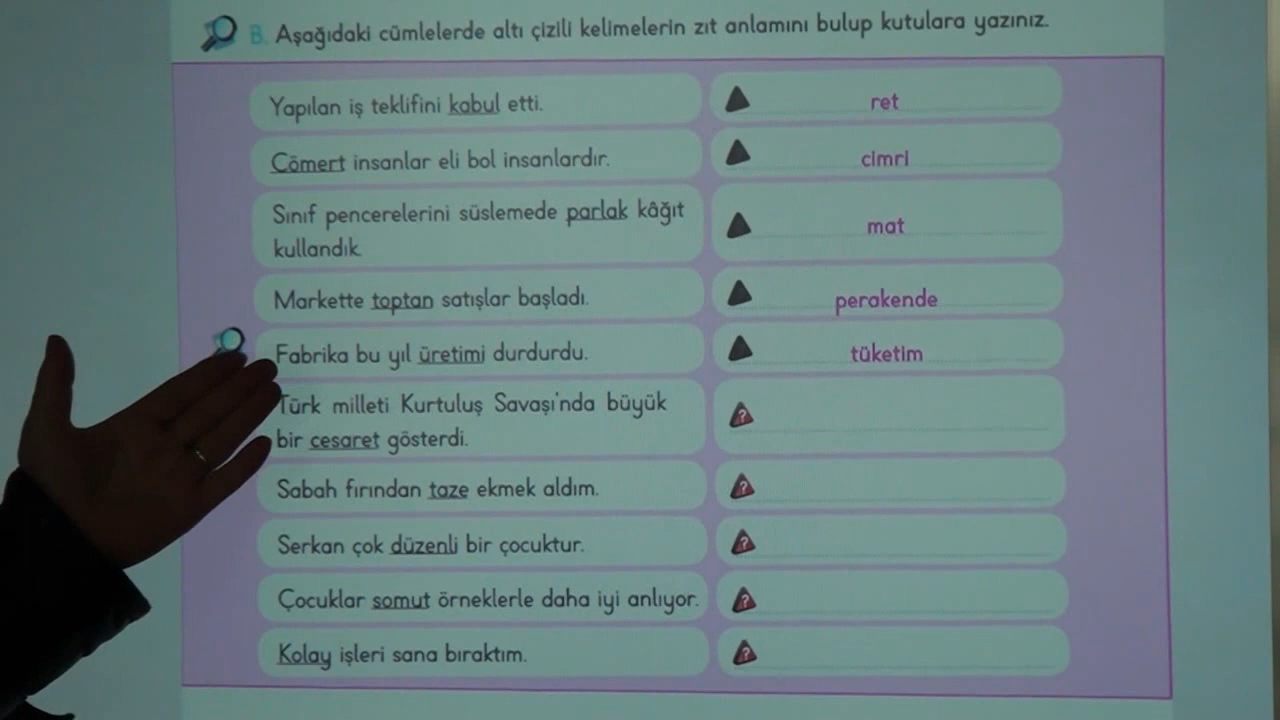 B. Aşağıdaki cümlelerde altı çizili kelimelerin zıt anlamını bulup kutulara yazınız.
Yapılan iş teklifini kabul etti.
ret
Cömert insanlar eli bol insanlardır.
cimri
Sınıf pencerelerini süslemede parlak kâğıt
kullandık.
mat
Markette toptan satışlar başladı.
perakende
Fabrika bu yıl üretimi durdurdu.
tüketim
Türk milleti Kurtuluş Savaşı'nda büyük
bir cesaret gösterdi.
?
Sabah fırından taze ekmek aldım.
?
Serkan çok düzenli bir çocuktur.
?
Çocuklar somut örneklerle daha iyi anlıyor.
?
Kolay işleri sana bıraktım.
?